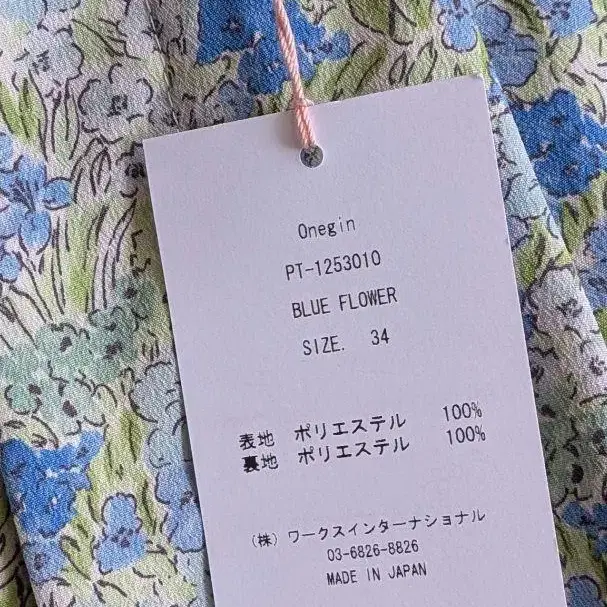 Onegin
PT-1253010
BLUE FLOWER
SIZE. 34
表地 ポリエステル 100%
裏地 ポリエステル 100%
(株) ワークスインターナショナル
03-6826-8826
MADE IN JAPAN